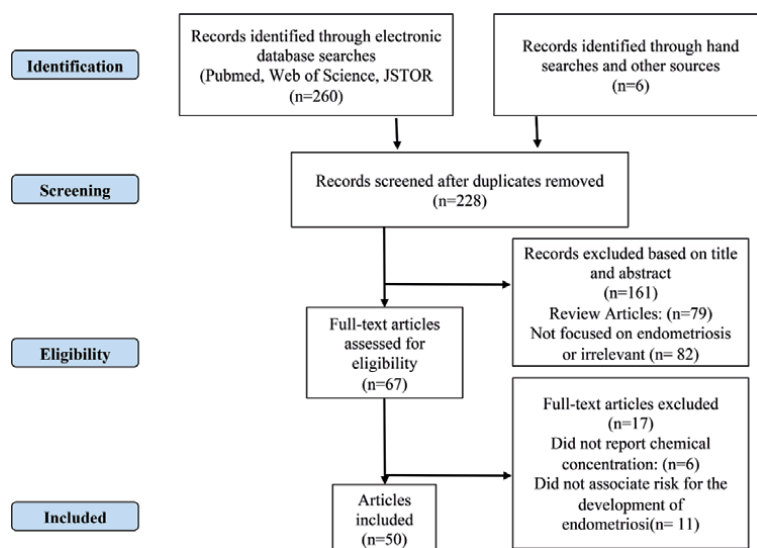 Identification
Records identified through electronic
database searches
(Pubmed, Web of Science, JSTOR
(n=260)
Records identified through hand
searches and other sources
(n=6)
Screening
Records screened after duplicates removed
(n=228)
Records excluded based on title
and abstract
(n=161)
Review Articles: (n=79)
Not focused on endometriosis
or irrelevant (n= 82)
Eligibility
Full-text articles
assessed for
eligibility
(n=67)
Full-text articles excluded
(n=17)
Did not report chemical
concentration: (n=6)
Did not associate risk for the
development of
endometriosi(n= 11)
Included
Articles
included
(n=50)